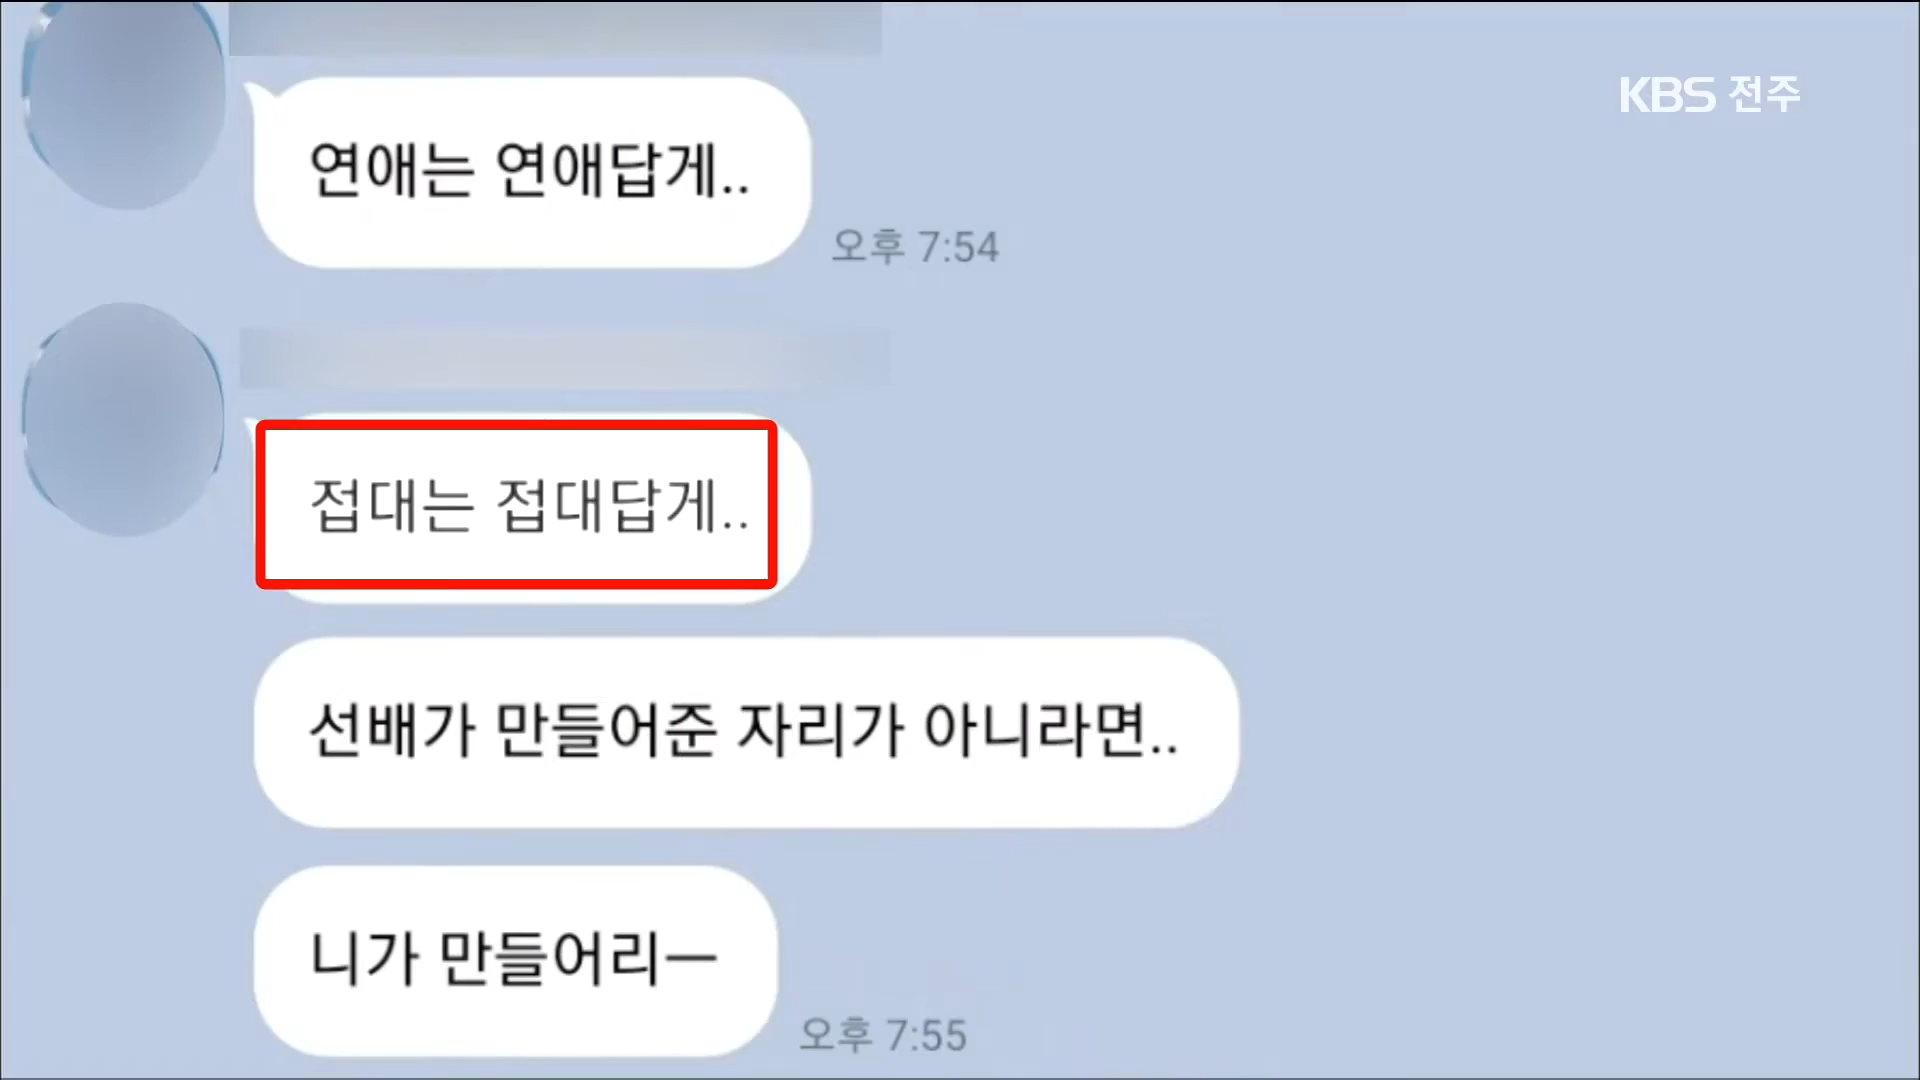 KBS 전주
연애는 연애답게..
오후 7:54
접대는 접대답게..
선배가 만들어준 자리가 아니라면..
니가 만들어리ㅡ
오후 7:55